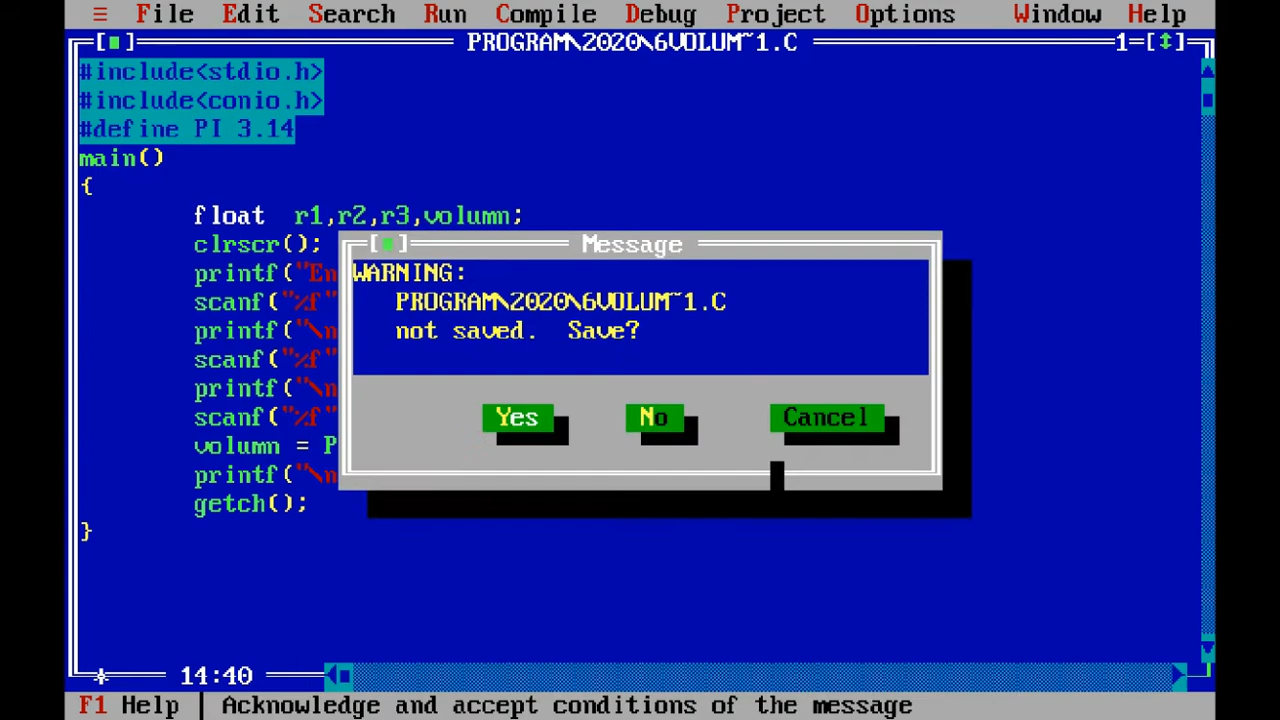 ≡ File Edit Search Run Compile Debug Project Options Window Help
[■] PROGRAM\2020\6VOLUM~1.C 1=[↕]
#include<stdio.h>
#include<conio.h>
#define PI 3.14
main()
{
float r1,r2,r3,volumn;
clrscr();
printf("En
scanf("%f"
printf("\n
scanf("%f"
printf("\n
scanf("%f"
volumn = P
printf("\n
getch();
}
[■] Message
WARNING:
PROGRAM\2020\6VOLUM~1.C
not saved. Save?
Yes No Cancel
14:40
F1 Help | Acknowledge and accept conditions of the message